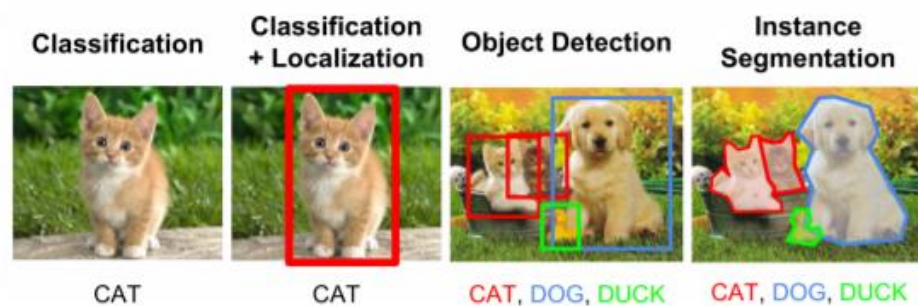 Classification
Classification
+ Localization
Object Detection
Instance
Segmentation
CAT
CAT
CAT, DOG, DUCK
CAT, DOG, DUCK